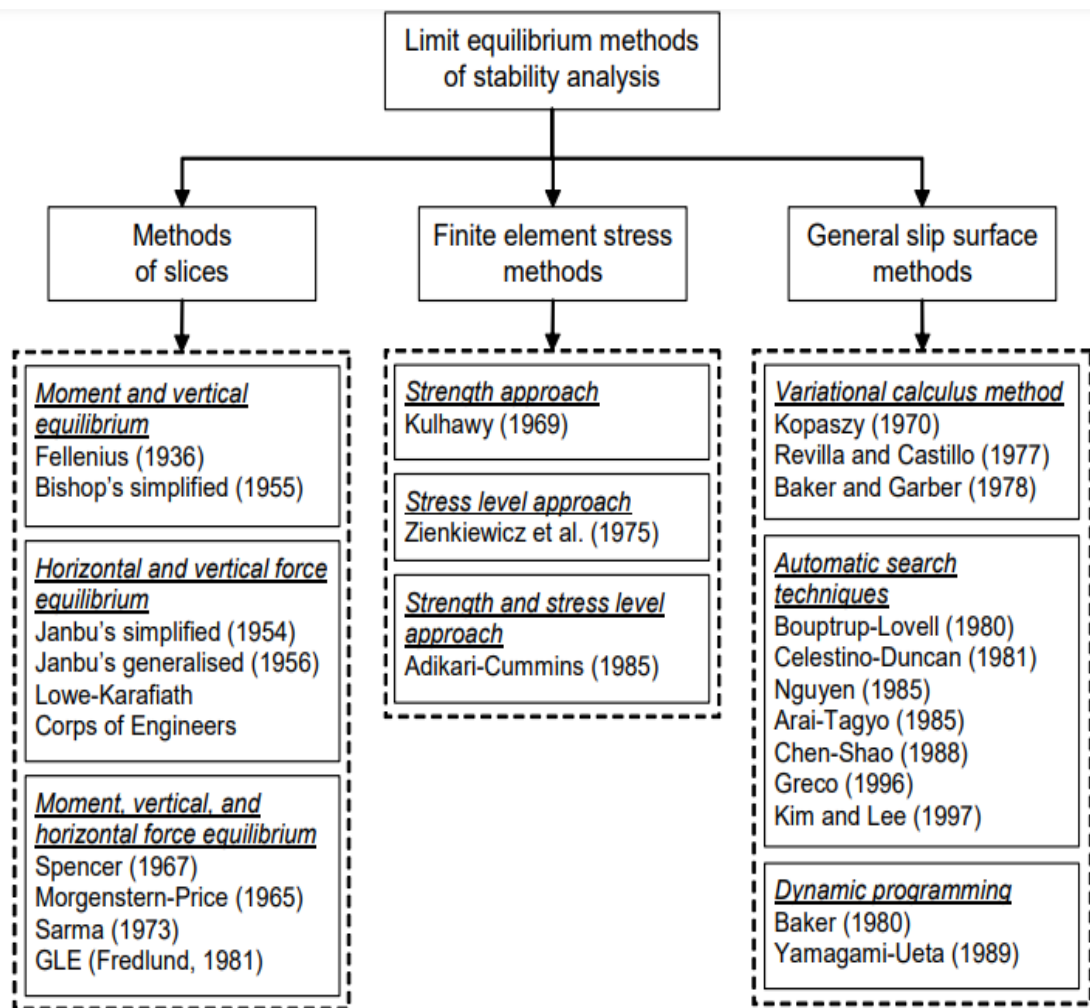 Limit equilibrium methods
of stability analysis
Methods
of slices
Finite element stress
methods
General slip surface
methods
Moment and vertical
equilibrium
Fellenius (1936)
Bishop's simplified (1955)
Horizontal and vertical force
equilibrium
Janbu's simplified (1954)
Janbu's generalised (1956)
Lowe-Karafiath
Corps of Engineers
Moment, vertical, and
horizontal force equilibrium
Spencer (1967)
Morgenstern-Price (1965)
Sarma (1973)
GLE (Fredlund, 1981)
Strength approach
Kulhawy (1969)
Stress level approach
Zienkiewicz et al. (1975)
Strength and stress level
approach
Adikari-Cummins (1985)
Variational calculus method
Kopaszy (1970)
Revilla and Castillo (1977)
Baker and Garber (1978)
Automatic search
techniques
Bouptrup-Lovell (1980)
Celestino-Duncan (1981)
Nguyen (1985)
Arai-Tagyo (1985)
Chen-Shao (1988)
Greco (1996)
Kim and Lee (1997)
Dynamic programming
Baker (1980)
Yamagami-Ueta (1989)